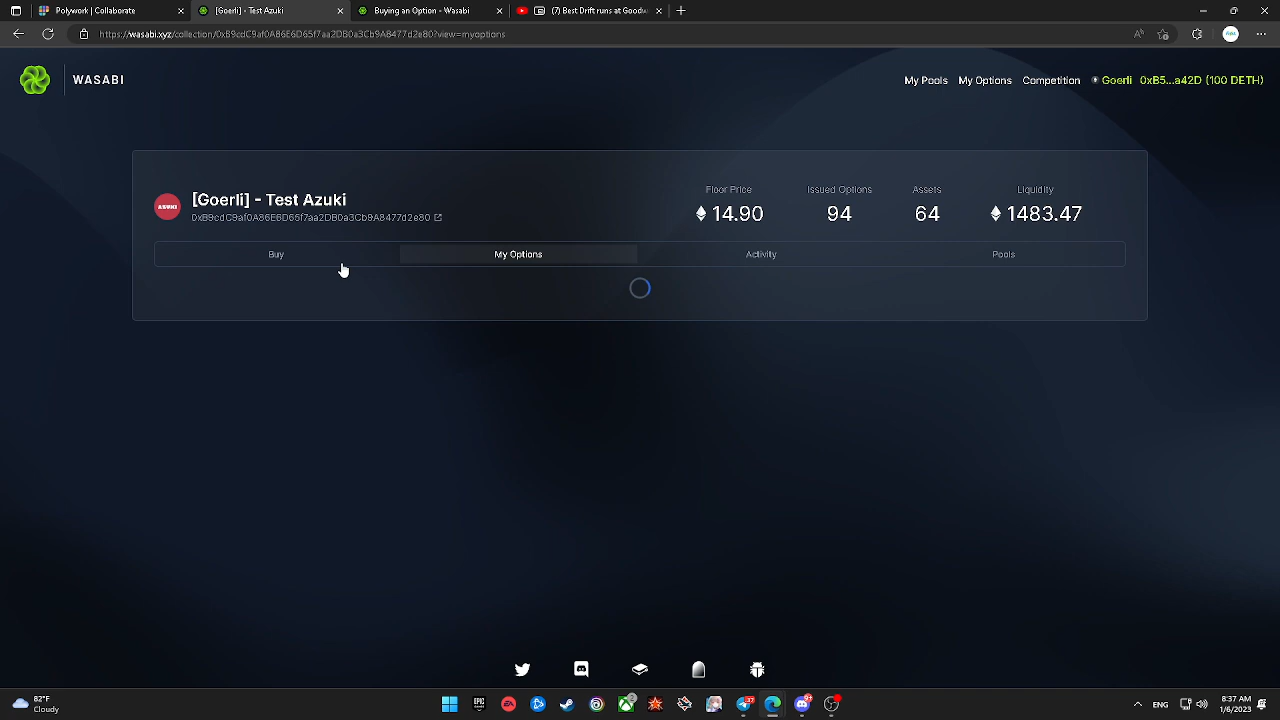 Polywork | Collaborate
[Goerli] - Test Azuki
Buying an Option - Wasabi
(7) Best Drift runs at Goodw
https://wasabi.xyz/collection/0xB9cdC9af0A86E6D65f7aa2DB0a3Cb9A8477d2e80?view=myoptions
WASABI
My Pools
My Options
Competition
Goerli
0xB5...a42D (100 DETH)
AZUKI
[Goerli] - Test Azuki
0xB9cdC9af0A86E6D65f7aa2DB0a3Cb9A8477d2e80
Floor Price
14.90
Issued Options
94
Assets
64
Liquidity
1483.47
Buy
My Options
Activity
Pools
82°F
Cloudy
EPIC
ENG
8:37 AM
1/6/2023